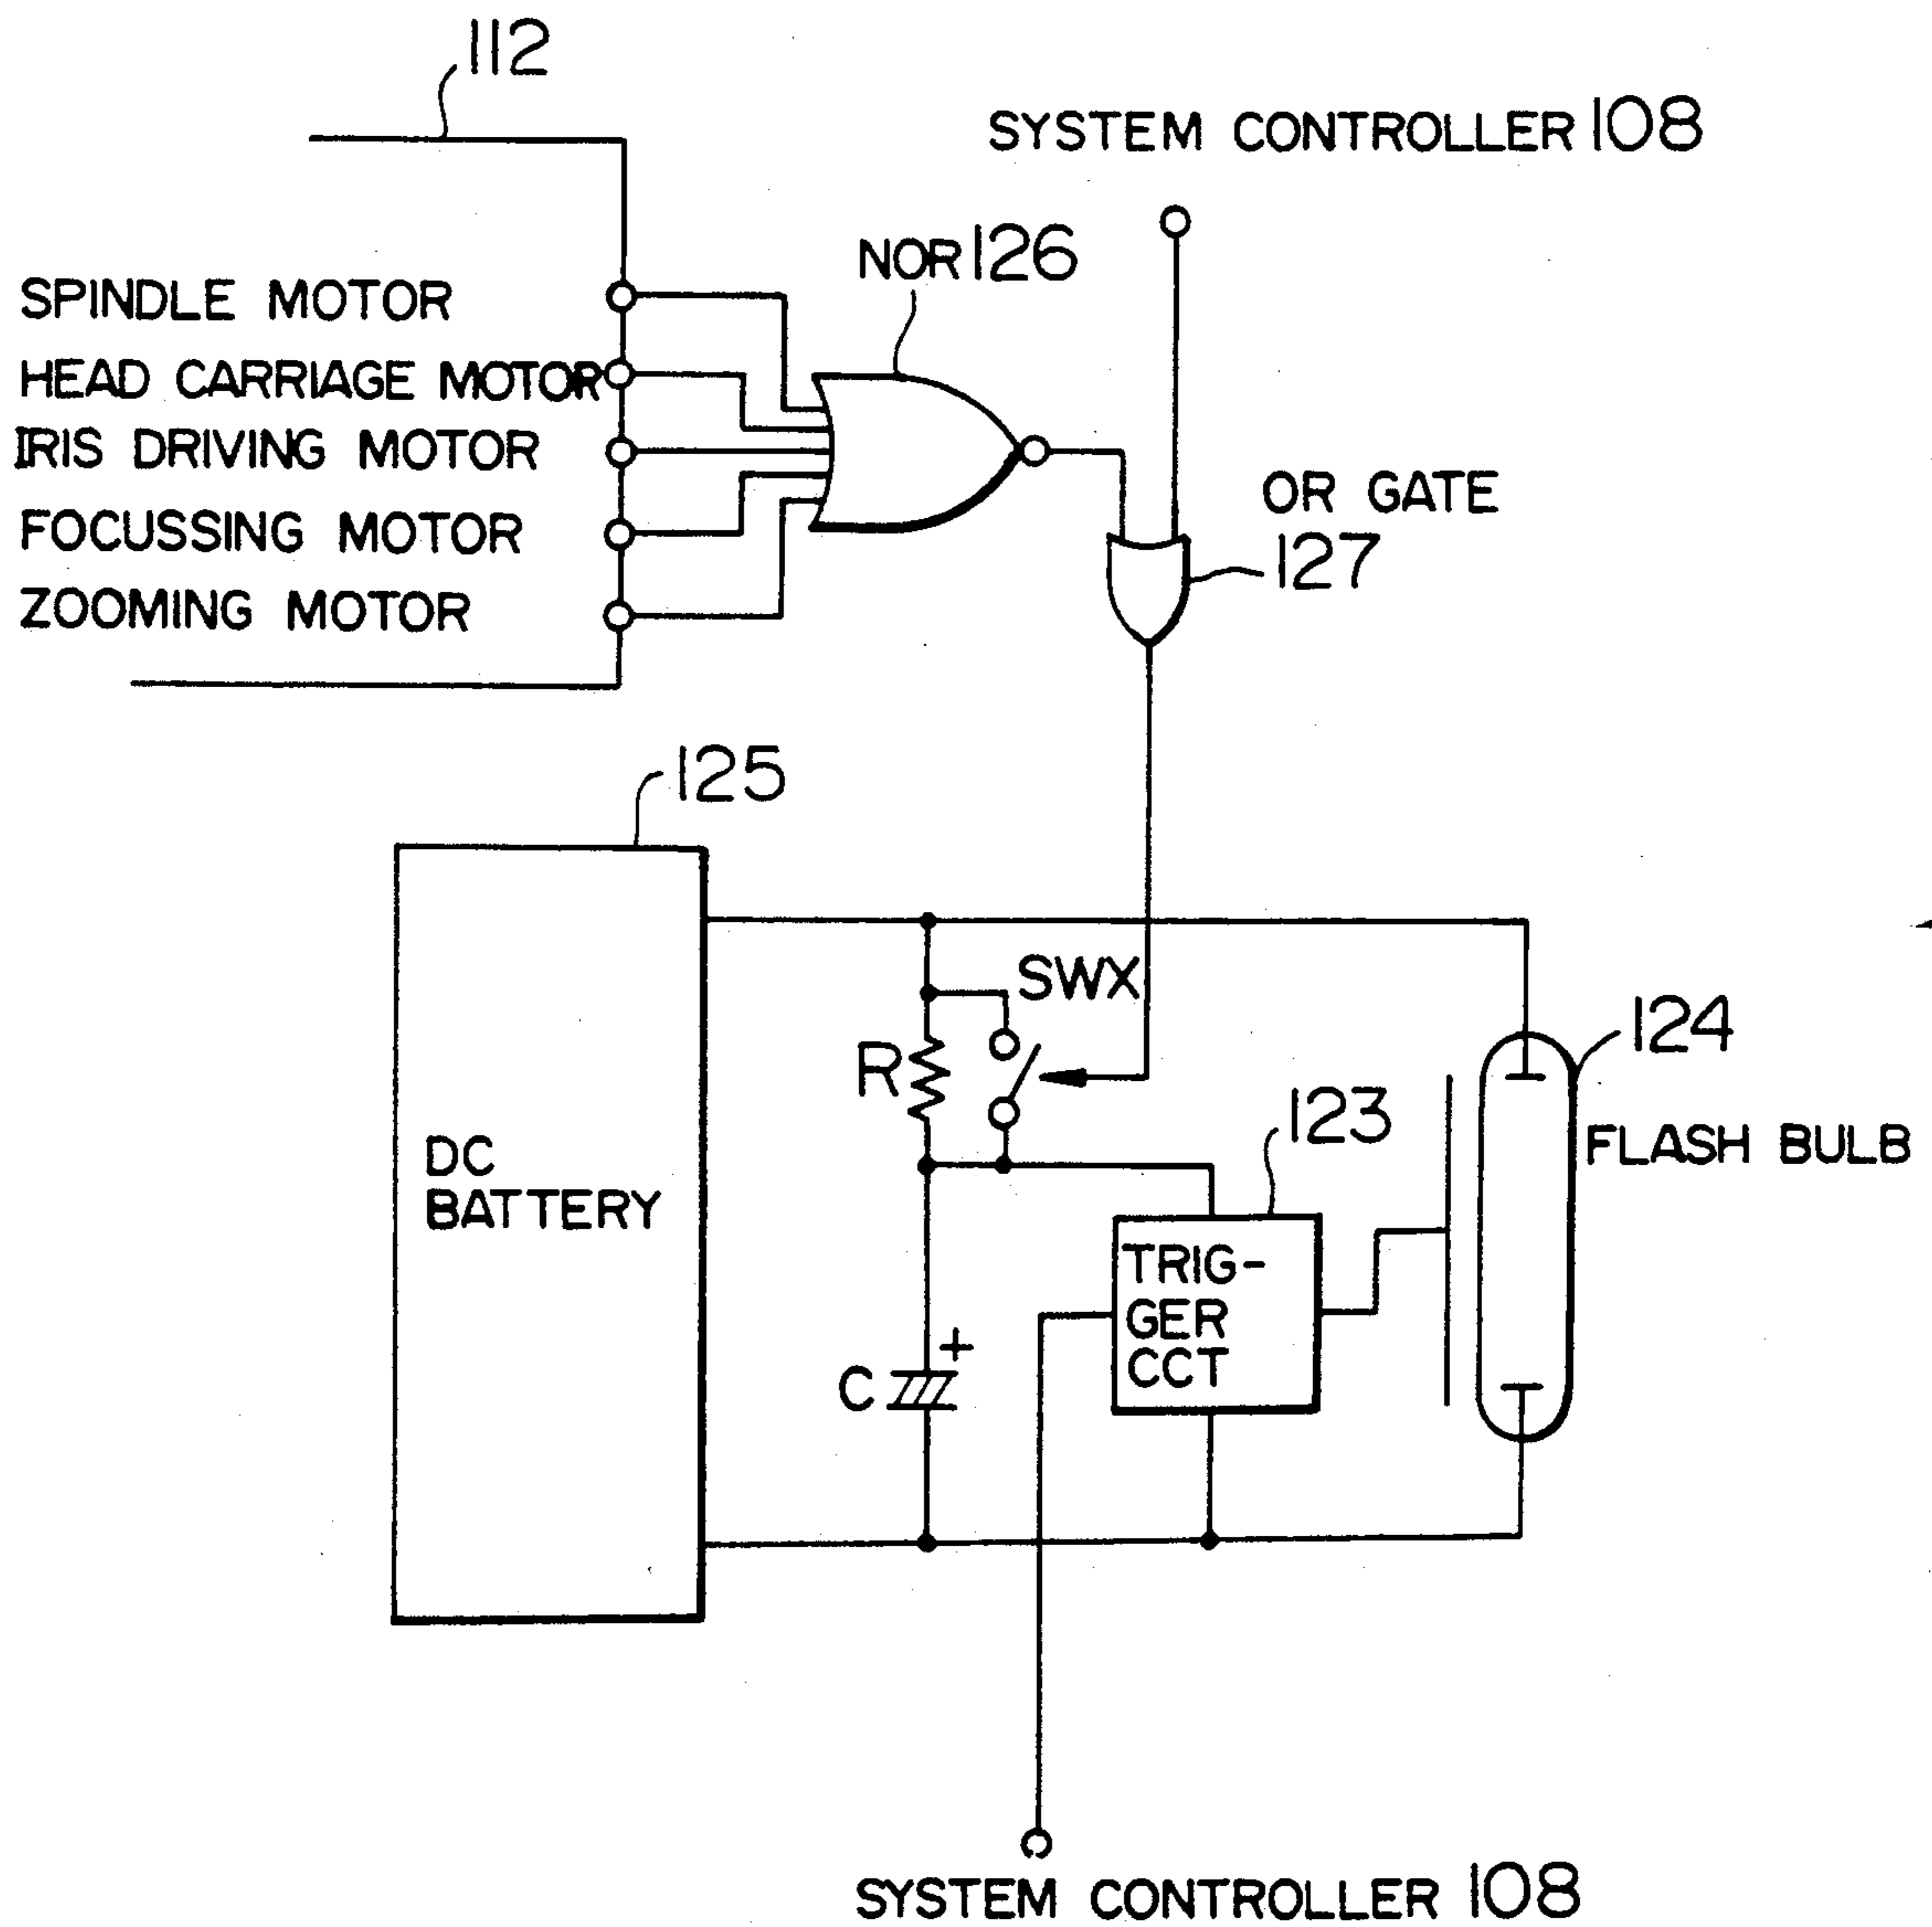 112
SYSTEM CONTROLLER 108
NOR 126
SPINDLE MOTOR
HEAD CARRIAGE MOTOR
IRIS DRIVING MOTOR
FOCUSSING MOTOR
ZOOMING MOTOR
OR GATE
127
125
SWX
124
R
123
FLASH BULB
DC
BATTERY
TRIG-
GER
CCT
+
C
SYSTEM CONTROLLER 108